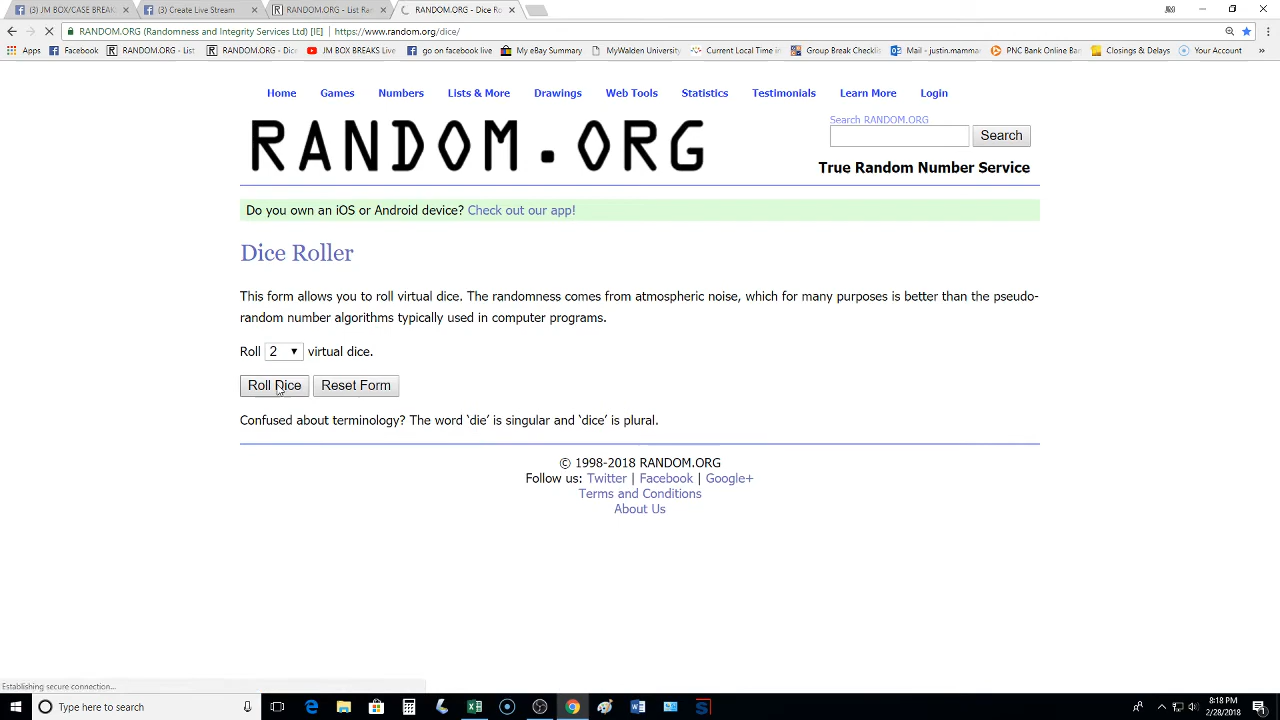 (3) JM BOX/CASE BREAK
(3) Create Live Stream
RANDOM.ORG - List Ran
RANDOM.ORG - Dice Ro
RANDOM.ORG (Randomness and Integrity Services Ltd) [IE]
https://www.random.org/dice/
Apps
Facebook
RANDOM.ORG - List
RANDOM.ORG - Dice
JM BOX BREAKS Live
go on facebook live
My eBay Summary
MyWalden University
Current Local Time in
Group Break Checklis
Mail - justin.mamma
PNC Bank Online Ban
Closings & Delays
Your Account
»
Home Games Numbers Lists & More Drawings Web Tools Statistics Testimonials Learn More Login
Search RANDOM.ORG
RANDOM.ORG
Search
True Random Number Service
Do you own an iOS or Android device? Check out our app!
Dice Roller
This form allows you to roll virtual dice. The randomness comes from atmospheric noise, which for many purposes is better than the pseudo-
random number algorithms typically used in computer programs.
Roll 2 virtual dice.
Roll Dice Reset Form
Confused about terminology? The word ‘die’ is singular and ‘dice’ is plural.
© 1998-2018 RANDOM.ORG
Follow us: Twitter | Facebook | Google+
Terms and Conditions
About Us
Establishing secure connection...
Type here to search
8:18 PM
2/28/2018